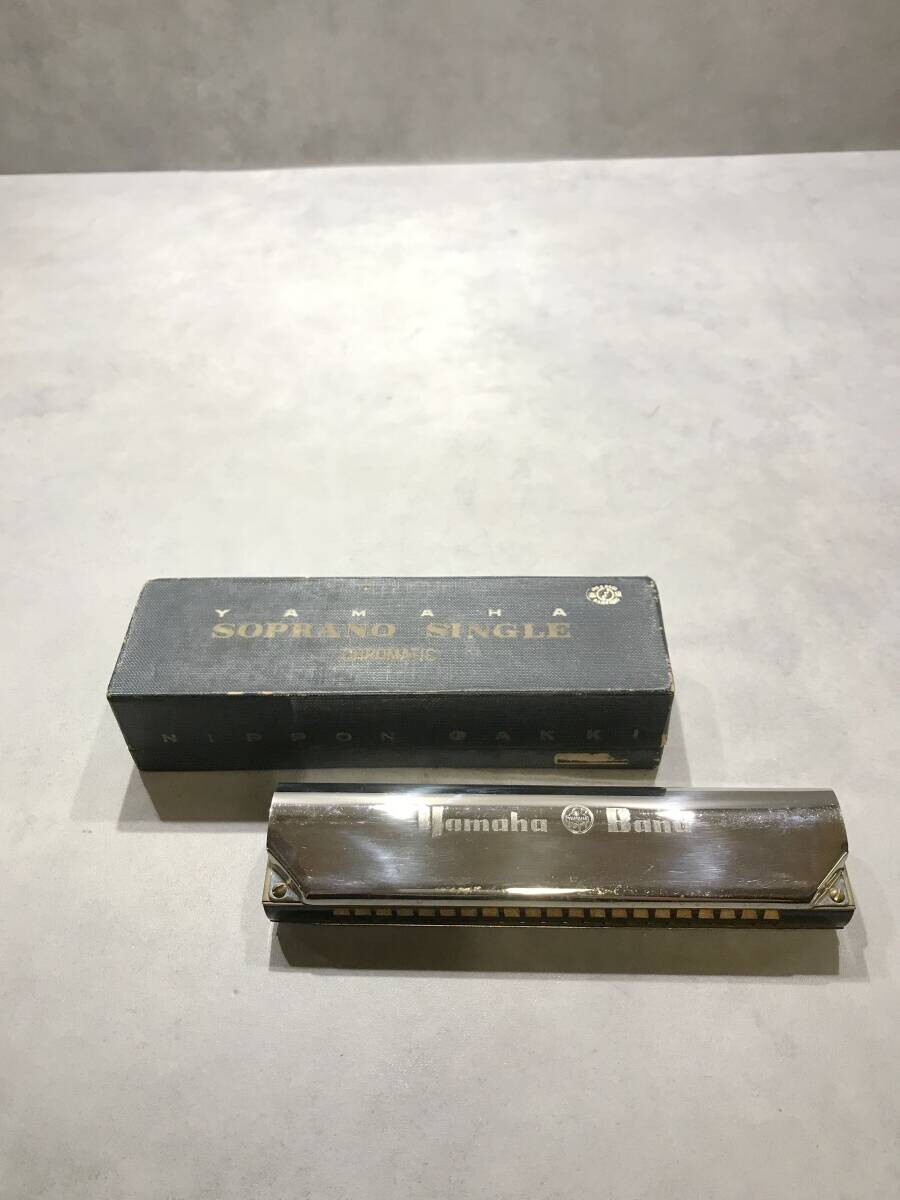 YAMAHA
SOPRANO SINGLE
CHROMATIC
NIPPON GAKKI
Yamaha Band